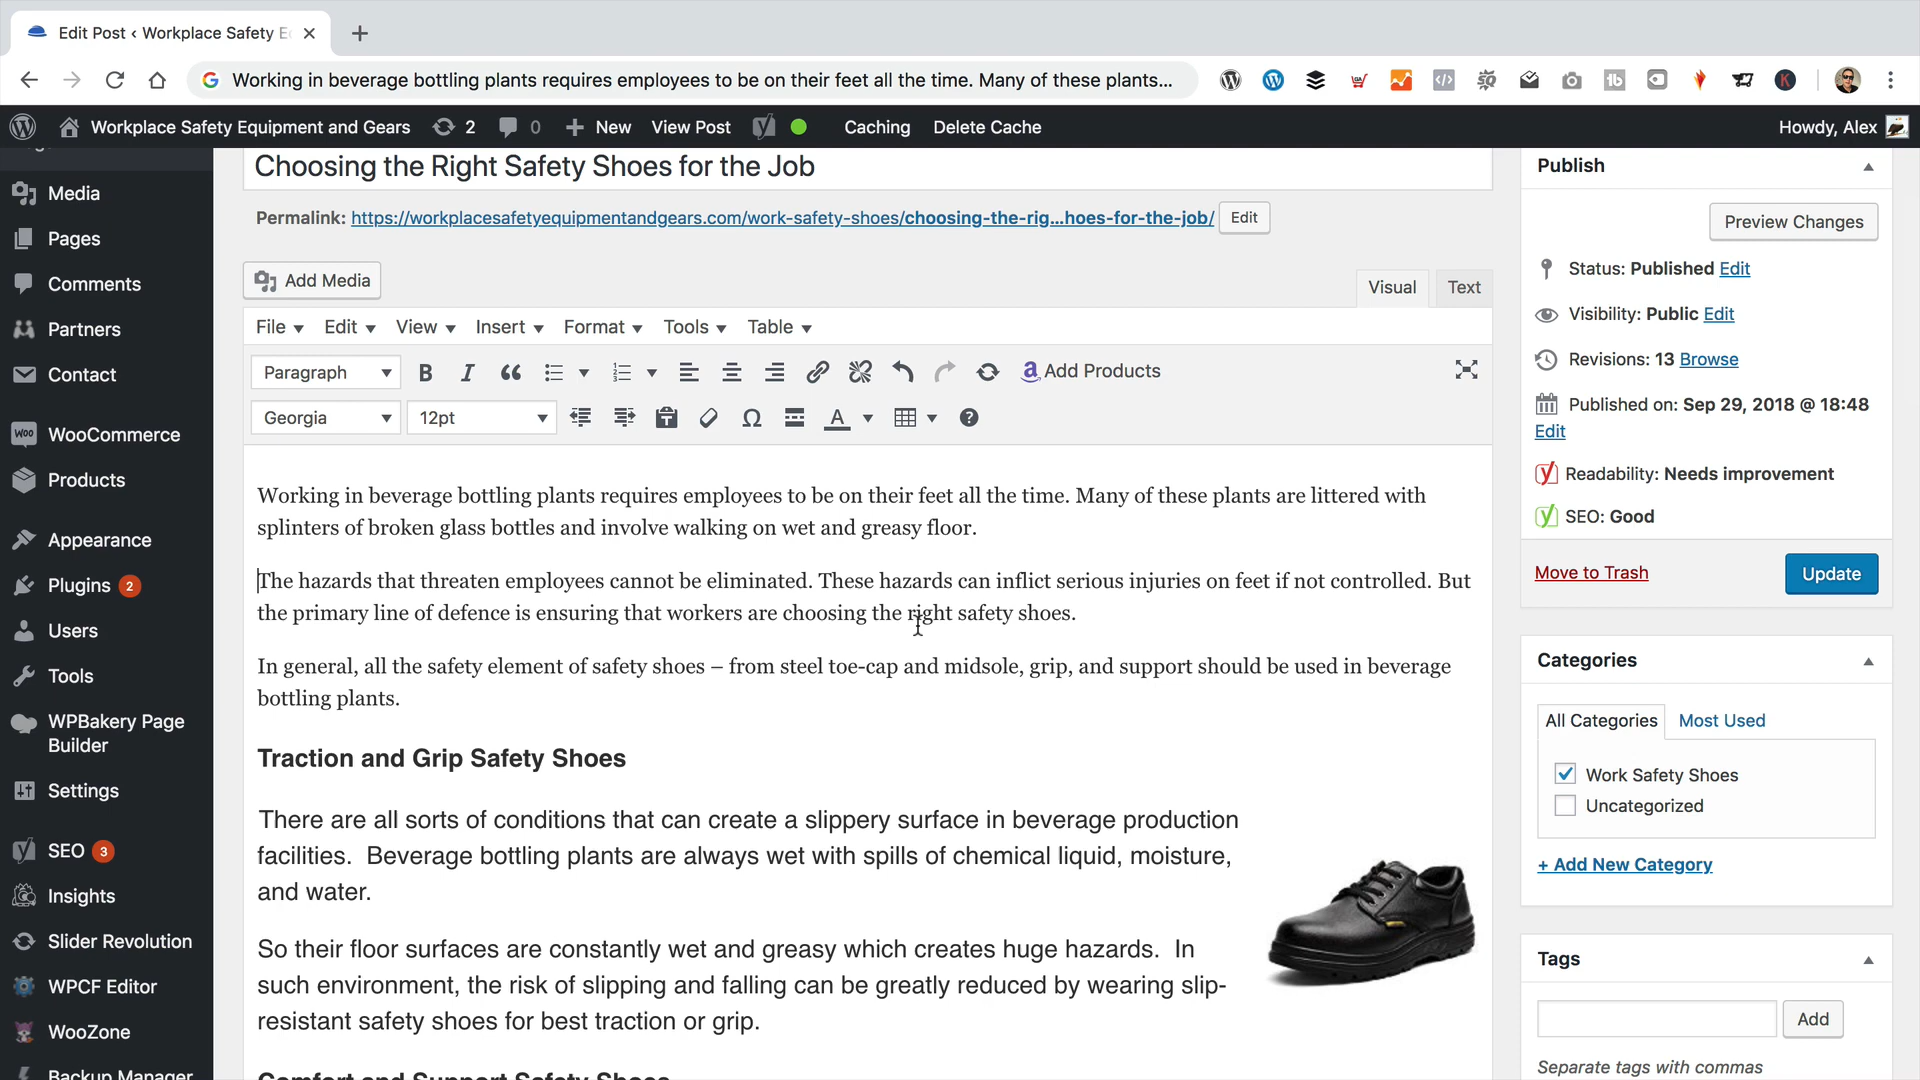 Edit Post ‹ Workplace Safety E
Working in beverage bottling plants requires employees to be on their feet all the time. Many of these plants...
Workplace Safety Equipment and Gears 2 0 New View Post Caching Delete Cache Howdy, Alex
Media
Pages
Comments
Partners
Contact
WooCommerce
Products
Appearance
Plugins 2
Users
Tools
WPBakery Page
Builder
Settings
SEO 3
Insights
Slider Revolution
WPCF Editor
WooZone
Backup Manager
Choosing the Right Safety Shoes for the Job
Permalink: https://workplacesafetyequipmentandgears.com/work-safety-shoes/choosing-the-rig...hoes-for-the-job/ Edit
Add Media
Visual Text
File Edit View Insert Format Tools Table
Paragraph B I Add Products
Georgia 12pt
Working in beverage bottling plants requires employees to be on their feet all the time. Many of these plants are littered with
splinters of broken glass bottles and involve walking on wet and greasy floor.
The hazards that threaten employees cannot be eliminated. These hazards can inflict serious injuries on feet if not controlled. But
the primary line of defence is ensuring that workers are choosing the right safety shoes.
In general, all the safety element of safety shoes – from steel toe-cap and midsole, grip, and support should be used in beverage
bottling plants.
Traction and Grip Safety Shoes
There are all sorts of conditions that can create a slippery surface in beverage production
facilities. Beverage bottling plants are always wet with spills of chemical liquid, moisture,
and water.
So their floor surfaces are constantly wet and greasy which creates huge hazards. In
such environment, the risk of slipping and falling can be greatly reduced by wearing slip-
resistant safety shoes for best traction or grip.
Comfort and Support Safety Shoes
Publish
Preview Changes
Status: Published Edit
Visibility: Public Edit
Revisions: 13 Browse
Published on: Sep 29, 2018 @ 18:48
Edit
Readability: Needs improvement
SEO: Good
Move to Trash Update
Categories
All Categories Most Used
Work Safety Shoes
Uncategorized
+ Add New Category
Tags
Add
Separate tags with commas